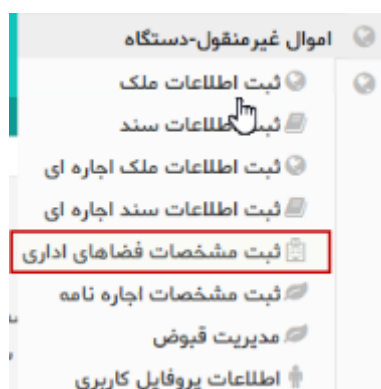 اموال غیرمنقول-دستگاه
ثبت اطلاعات ملک
ثبت اطلاعات سند
ثبت اطلاعات ملک اجاره ای
ثبت اطلاعات سند اجاره ای
ثبت مشخصات فضاهای اداری
ثبت مشخصات اجاره نامه
مدیریت قبوض
اطلاعات پروفایل کاربری